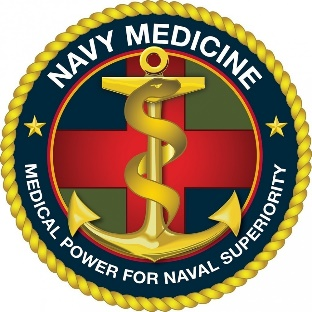 NAVY MEDICINE
MEDICAL POWER FOR NAVAL SUPERIORITY